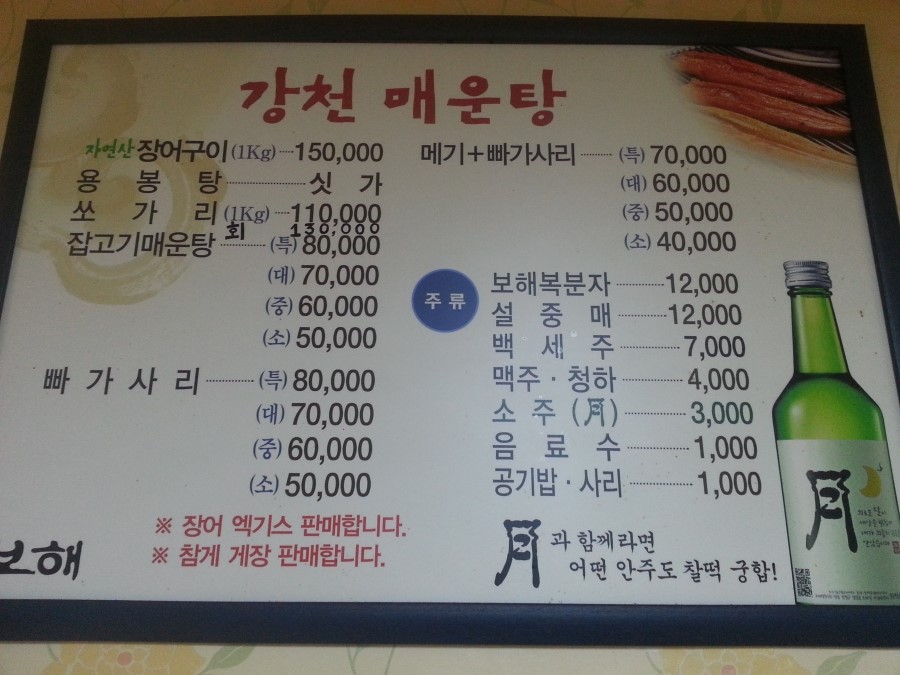 강천 매운탕
자연산 장어구이 (1Kg) 150,000
용봉탕 싯가
쏘가리 (1Kg) 110,000
회 130,000
잡고기매운탕 (특) 80,000
(대) 70,000
(중) 60,000
(소) 50,000
빠가사리 (특) 80,000
(대) 70,000
(중) 60,000
(소) 50,000
※ 장어 엑기스 판매합니다.
※ 참게 게장 판매합니다.
보해
메기+빠가사리 (특) 70,000
(대) 60,000
(중) 50,000
(소) 40,000
주류
보해복분자 12,000
설중매 12,000
백세주 7,000
맥주·청하 4,000
소주(月) 3,000
음료수 1,000
공기밥·사리 1,000
月과 함께라면
어떤 안주도 찰떡 궁합!
月